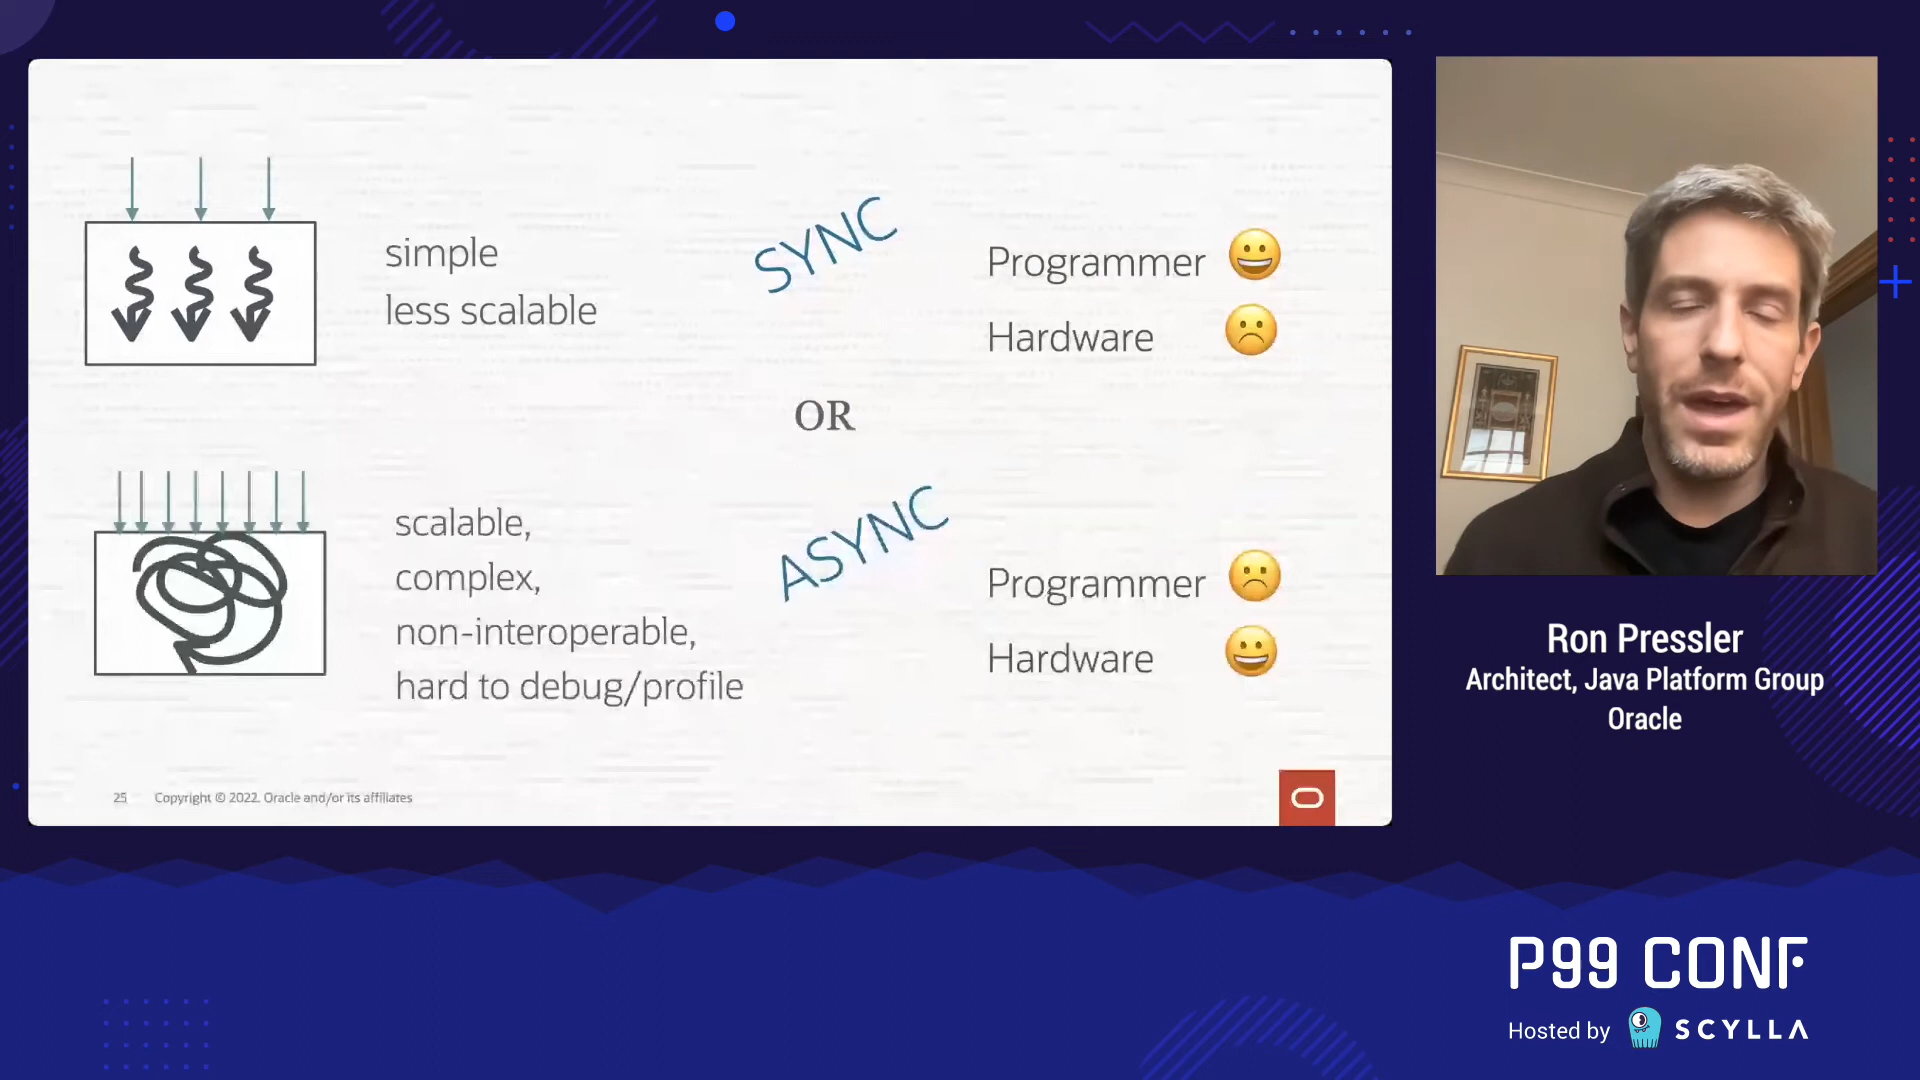 simple
less scalable
SYNC
Programmer
Hardware
OR
scalable,
complex,
non-interoperable,
hard to debug/profile
ASYNC
Programmer
Hardware
25 Copyright © 2022. Oracle and/or its affiliates
Ron Pressler
Architect, Java Platform Group
Oracle
P99 CONF
Hosted by SCYLLA